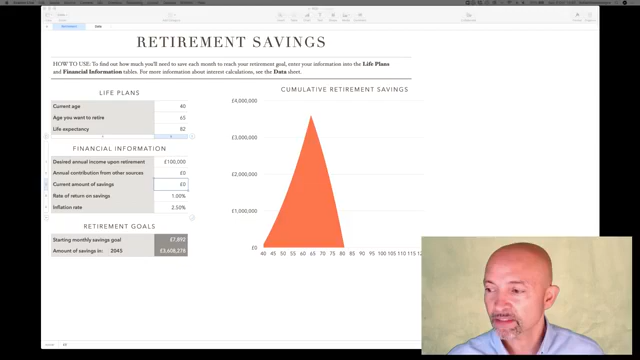 RETIREMENT SAVINGS
HOW TO USE: To find out how much you'll need to save each month to reach your retirement goal, enter your information into the Life Plans
and Financial Information tables. For more information about interest calculations, see the Data sheet.
LIFE PLANS
Current age 40
Age you want to retire 65
Life expectancy 82
FINANCIAL INFORMATION
Desired annual income upon retirement £100,000
Annual contribution from other sources £0
Current amount of savings £0
Rate of return on savings 1.00%
Inflation rate 2.50%
RETIREMENT GOALS
Starting monthly savings goal £7,892
Amount of savings in: 2045 £3,608,276
CUMULATIVE RETIREMENT SAVINGS
£4,000,000
£3,000,000
£2,000,000
£1,000,000
£0
40 45 50 55 60 65 70 75 80 85 90 95 100 105 110 115